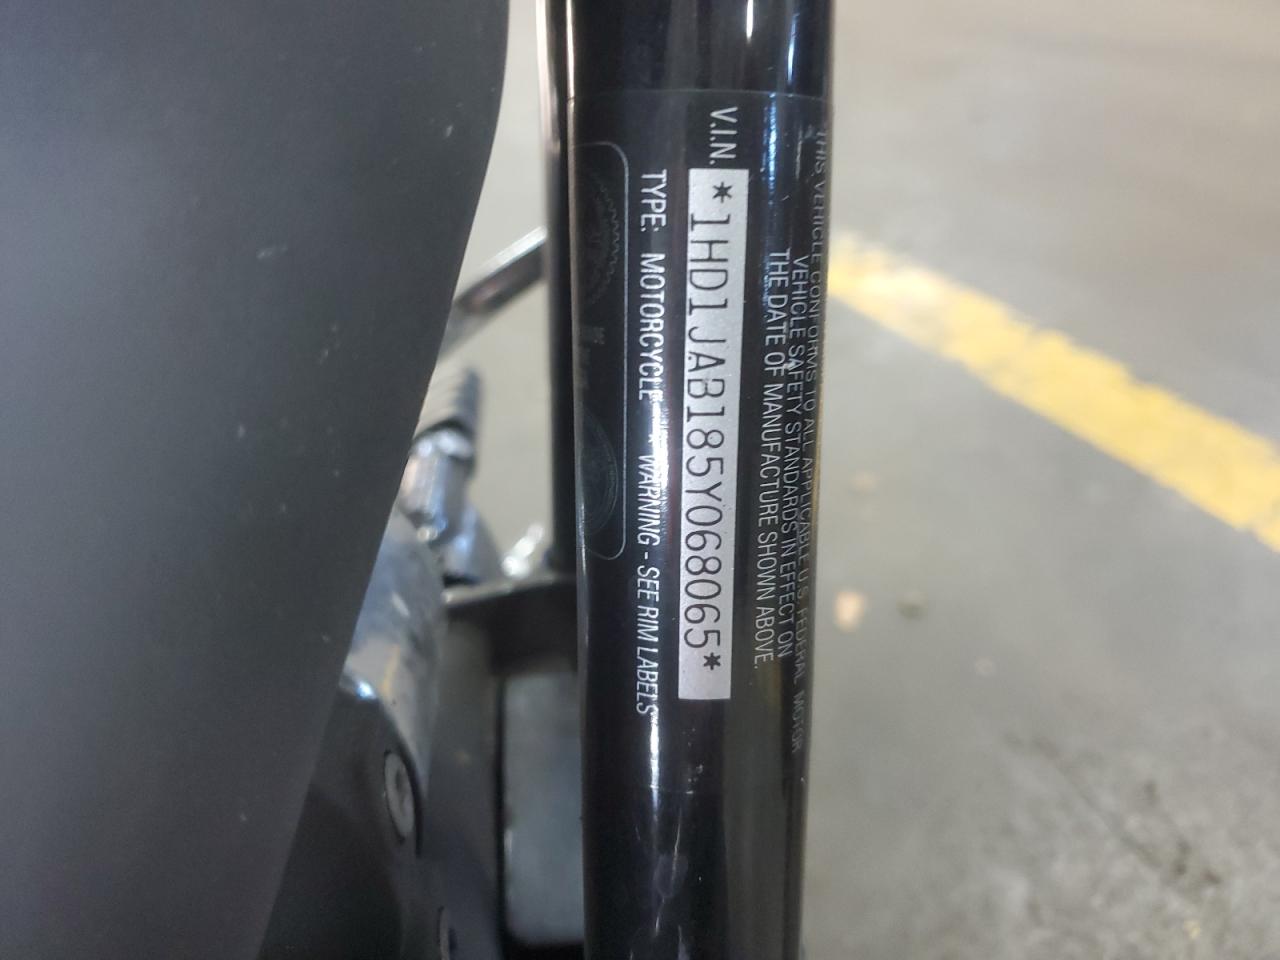 THIS VEHICLE CONFORMS TO ALL APPLICABLE U.S. FEDERAL MOTOR
VEHICLE SAFETY STANDARDS IN EFFECT ON
THE DATE OF MANUFACTURE SHOWN ABOVE.
V.I.N. *1HD1JAB185Y068065*
TYPE: MOTORCYCLE * WARNING - SEE RIM LABELS